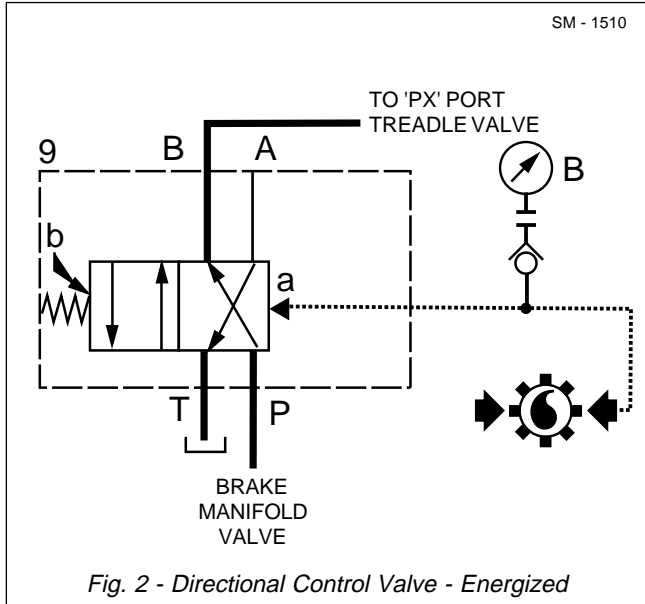 SM - 1510
TO 'PX' PORT
TREADLE VALVE
9
B
A
B
b
a
T
P
BRAKE
MANIFOLD
VALVE
Fig. 2 - Directional Control Valve - Energized